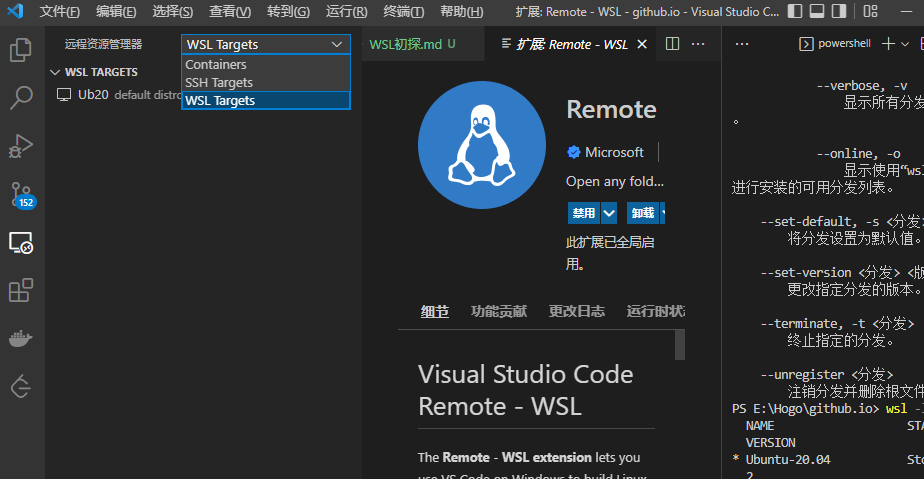 文件(F) 编辑(E) 选择(S) 查看(V) 转到(G) 运行(R) 终端(T) 帮助(H) 扩展: Remote - WSL - github.io - Visual Studio C...
远程资源管理器 WSL Targets
Containers
SSH Targets
WSL Targets
WSL TARGETS
Ub20 default distro
152
WSL初探.md U 扩展: Remote - WSL
Remote
Microsoft
Open any fold...
禁用 卸载
此扩展已全局启
用。
细节 功能贡献 更改日志 运行时状
Visual Studio Code
Remote - WSL
The Remote - WSL extension lets you
use VS Code on Windows to build Linux
powershell
--verbose, -v
显示所有分发
。
--online, -o
显示使用“wsl
进行安装的可用分发列表。
--set-default, -s <分发>
将分发设置为默认值。
--set-version <分发> <版
更改指定分发的版本。
--terminate, -t <分发>
终止指定的分发。
--unregister <分发>
注销分发并删除根文件
PS E:\Hogo\github.io> wsl -
NAME STA
VERSION
* Ubuntu-20.04 Sto
2